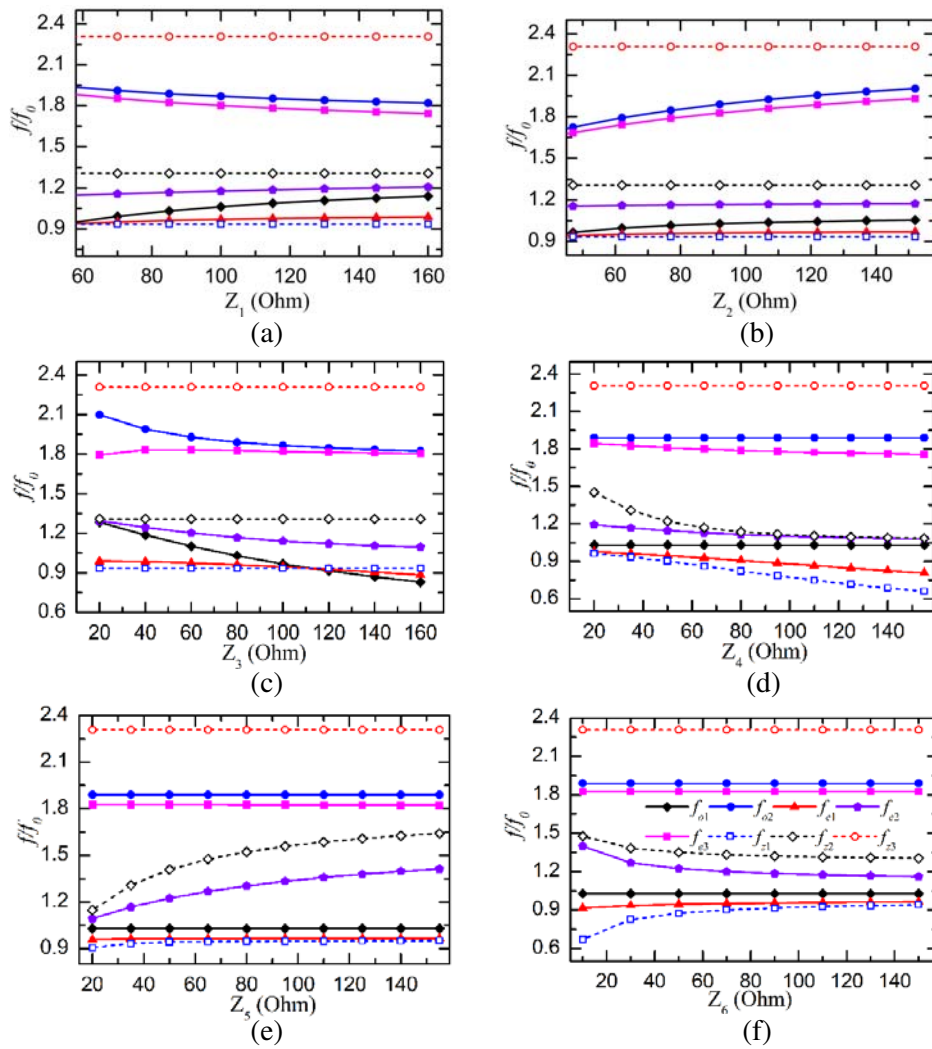 2.4
2.1
1.8
1.5
1.2
0.9
f/f0
60 80 100 120 140 160
Z1 (Ohm)
(a)
2.4
2.1
1.8
1.5
1.2
0.9
f/f0
60 80 100 120 140
Z2 (Ohm)
(b)
2.4
2.1
1.8
1.5
1.2
0.9
0.6
f/f0
20 40 60 80 100 120 140 160
Z3 (Ohm)
(c)
2.4
2.1
1.8
1.5
1.2
0.9
0.6
f/f0
20 40 60 80 100 120 140
Z4 (Ohm)
(d)
2.4
2.1
1.8
1.5
1.2
0.9
f/f0
20 40 60 80 100 120 140
Z5 (Ohm)
(e)
2.4
2.1
1.8
1.5
1.2
0.9
0.6
f/f0
fo1 fo2 fe1 fe2
fe3 fz1 fz2 fz3
20 40 60 80 100 120 140
Z6 (Ohm)
(f)